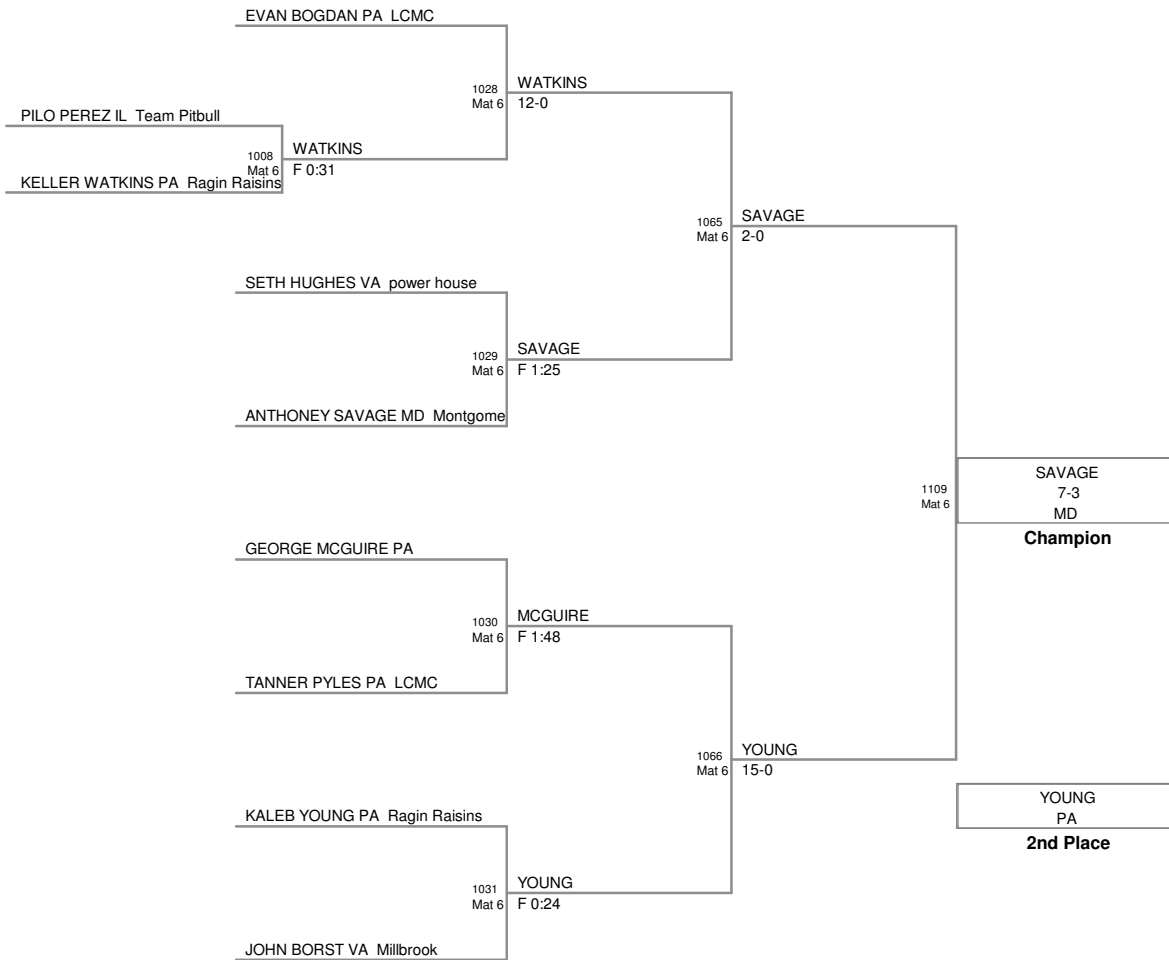 EVAN BOGDAN PA LCMC
1028
Mat 6
WATKINS
12-0
PILO PEREZ IL Team Pitbull
1008
Mat 6
WATKINS
F 0:31
KELLER WATKINS PA Ragin Raisins
1065
Mat 6
SAVAGE
2-0
SETH HUGHES VA power house
1029
Mat 6
SAVAGE
F 1:25
ANTHONEY SAVAGE MD Montgome
1109
Mat 6
SAVAGE
7-3
MD
Champion
GEORGE MCGUIRE PA
1030
Mat 6
MCGUIRE
F 1:48
TANNER PYLES PA LCMC
1066
Mat 6
YOUNG
15-0
YOUNG
PA
2nd Place
KALEB YOUNG PA Ragin Raisins
1031
Mat 6
YOUNG
F 0:24
JOHN BORST VA Millbrook